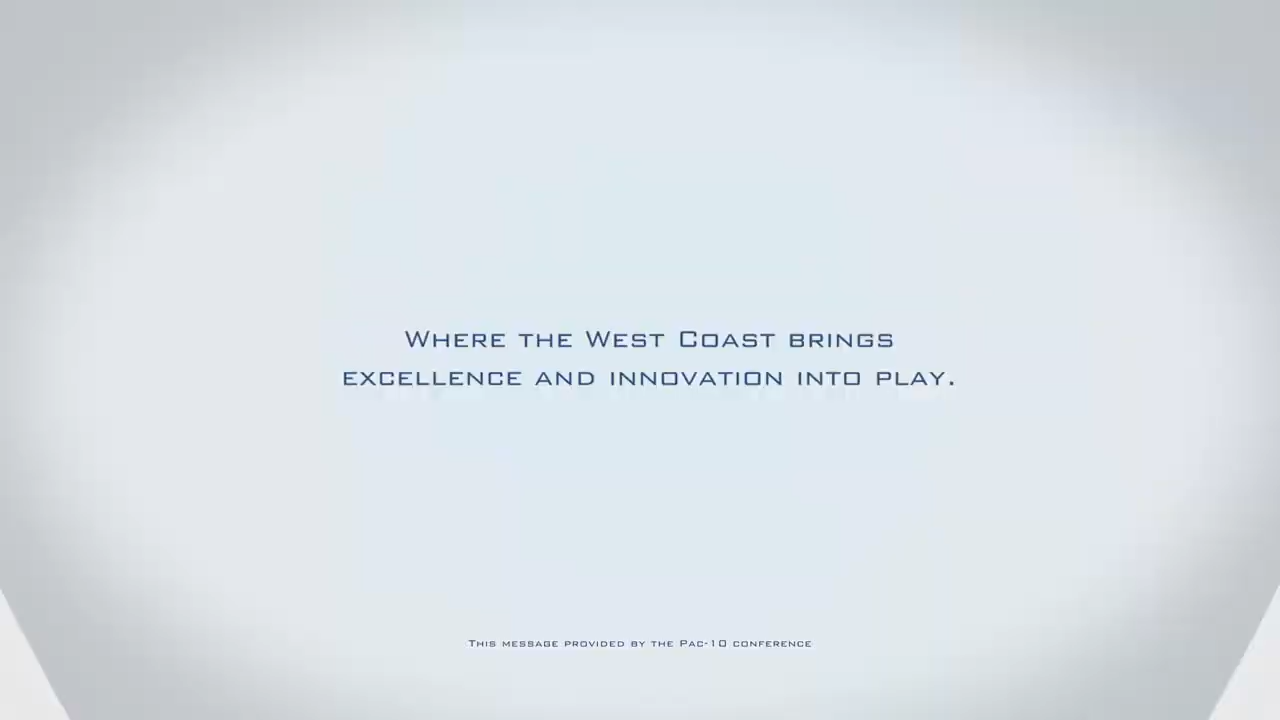 Where the West Coast brings
excellence and innovation into play.
This message provided by the Pac-10 conference